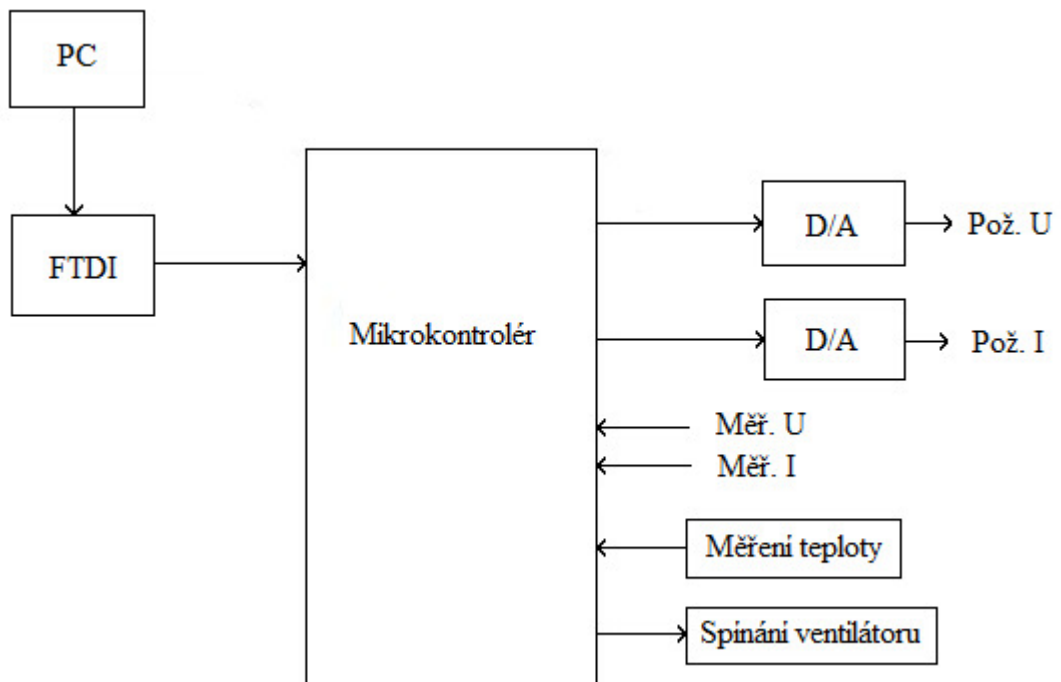 PC
FTDI
Mikrokontrolér
D/A
Pož. U
D/A
Pož. I
Měř. U
Měř. I
Měření teploty
Spínání ventilátoru